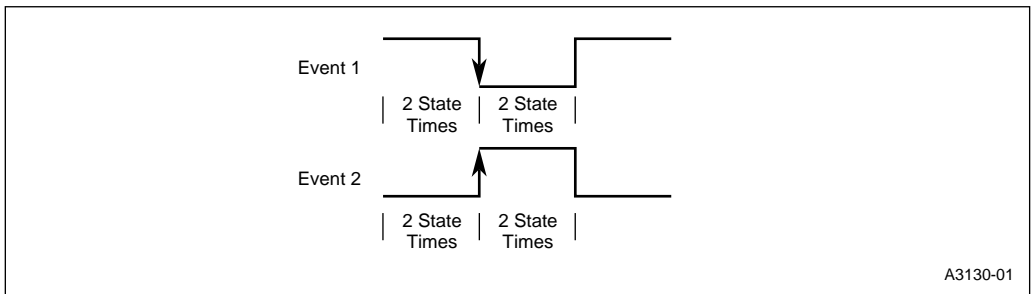 Event 1
2 State 2 State
Times Times
Event 2
2 State 2 State
Times Times
A3130-01